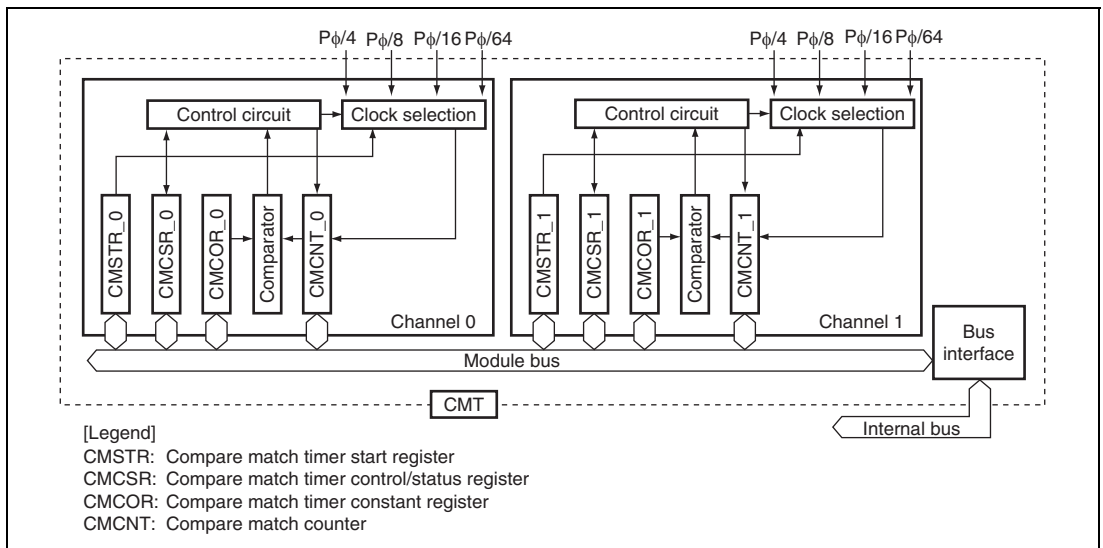 Pϕ/4 Pϕ/8 Pϕ/16 Pϕ/64
Pϕ/4 Pϕ/8 Pϕ/16 Pϕ/64
Control circuit
Clock selection
Control circuit
Clock selection
CMSTR_0
CMCSR_0
CMCOR_0
Comparator
CMCNT_0
CMSTR_1
CMCSR_1
CMCOR_1
Comparator
CMCNT_1
Channel 0
Channel 1
Bus
interface
Module bus
CMT
Internal bus
[Legend]
CMSTR: Compare match timer start register
CMCSR: Compare match timer control/status register
CMCOR: Compare match timer constant register
CMCNT: Compare match counter